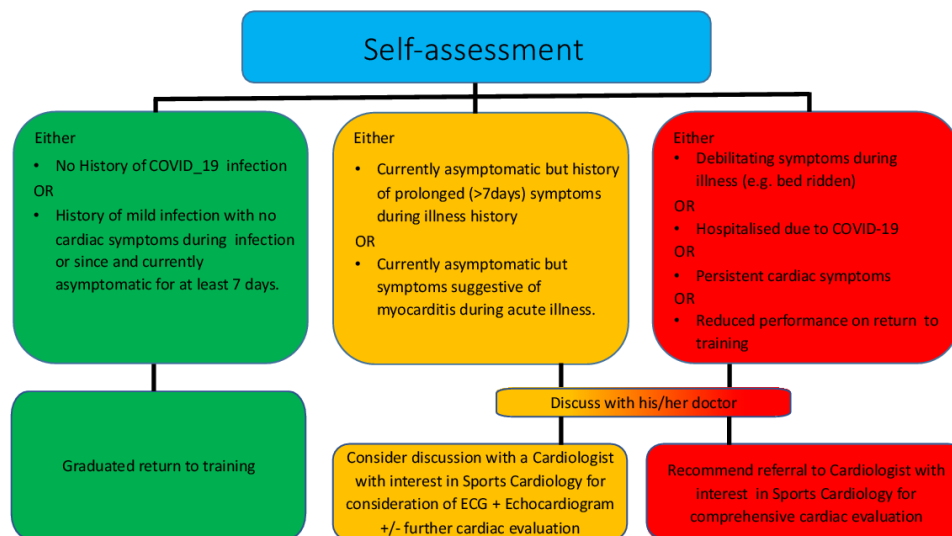 Self-assessment
Either
• No History of COVID_19 infection
OR
• History of mild infection with no
cardiac symptoms during infection
or since and currently
asymptomatic for at least 7 days.
Graduated return to training
Either
• Currently asymptomatic but history
of prolonged (>7days) symptoms
during illness history
OR
• Currently asymptomatic but
symptoms suggestive of
myocarditis during acute illness.
Either
• Debilitating symptoms during
illness (e.g. bed ridden)
OR
• Hospitalised due to COVID-19
OR
• Persistent cardiac symptoms
OR
• Reduced performance on return to
training
Discuss with his/her doctor
Consider discussion with a Cardiologist
with interest in Sports Cardiology for
consideration of ECG + Echocardiogram
+/- further cardiac evaluation
Recommend referral to Cardiologist with
interest in Sports Cardiology for
comprehensive cardiac evaluation